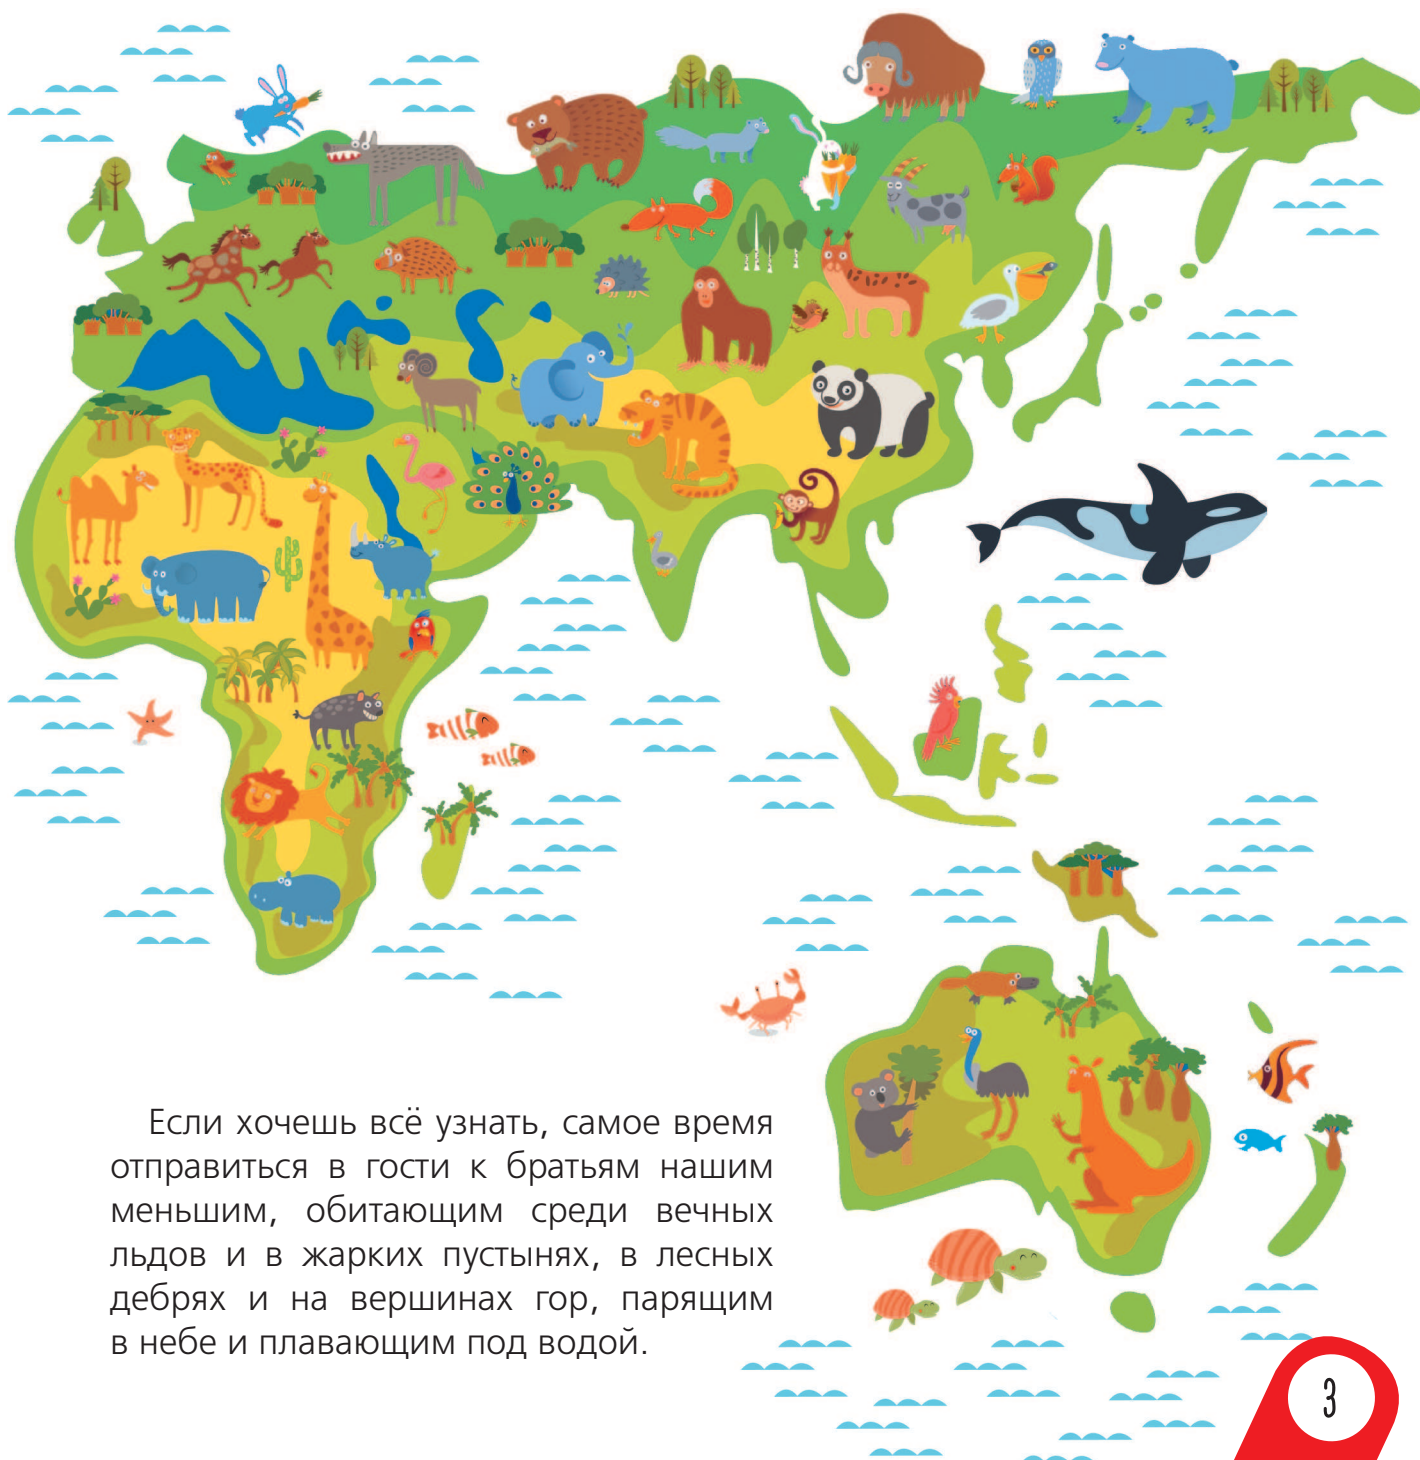 Если хочешь всё узнать, самое время
отправиться в гости к братьям нашим
меньшим, обитающим среди вечных
льдов и в жарких пустынях, в лесных
дебрях и на вершинах гор, парящим
в небе и плавающим под водой.
3